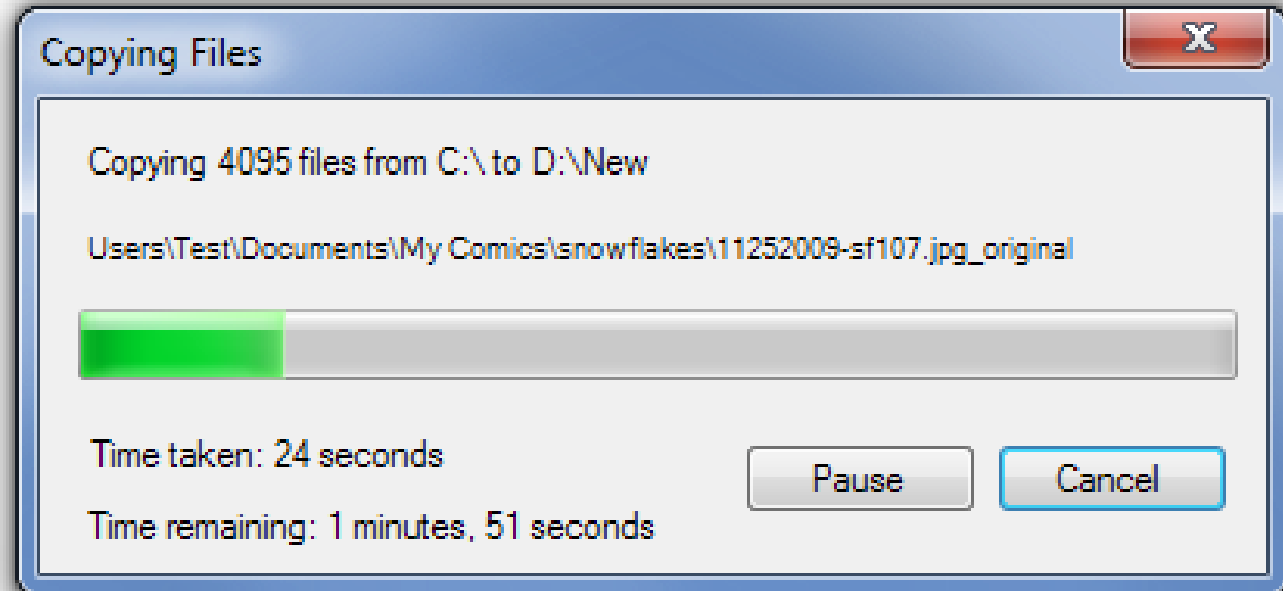 Copying Files
Copying 4095 files from C:\ to D:\New
Users\Test\Documents\My Comics\snowflakes\11252009-sf107.jpg_original
Time taken: 24 seconds
Pause
Cancel
Time remaining: 1 minutes, 51 seconds